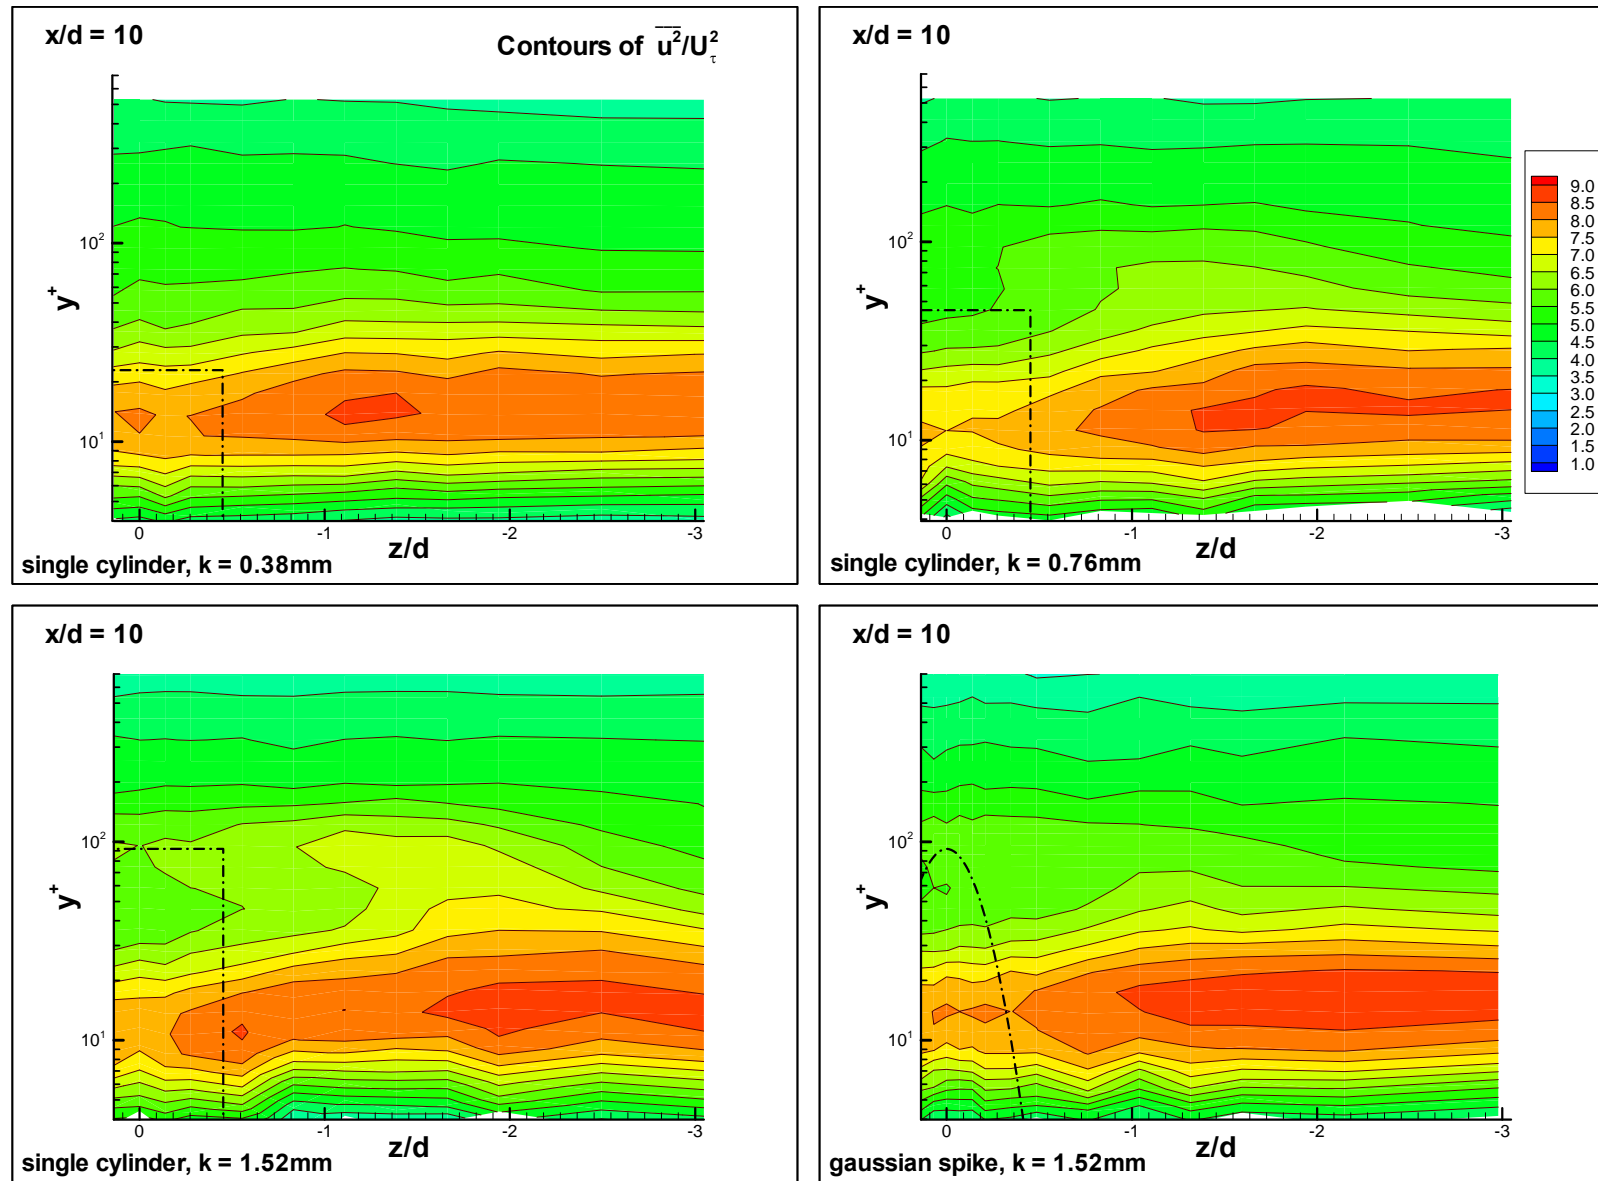 x/d = 10
Contours of u²/U²τ
y⁺
10²
10¹
0 -1 -2 -3
z/d
single cylinder, k = 0.38mm
x/d = 10
y⁺
10²
10¹
0 -1 -2 -3
z/d
single cylinder, k = 0.76mm
9.0
8.5
8.0
7.5
7.0
6.5
6.0
5.5
5.0
4.5
4.0
3.5
3.0
2.5
2.0
1.5
1.0
x/d = 10
y⁺
10²
10¹
0 -1 -2 -3
z/d
single cylinder, k = 1.52mm
x/d = 10
y⁺
10²
10¹
0 -1 -2 -3
z/d
gaussian spike, k = 1.52mm